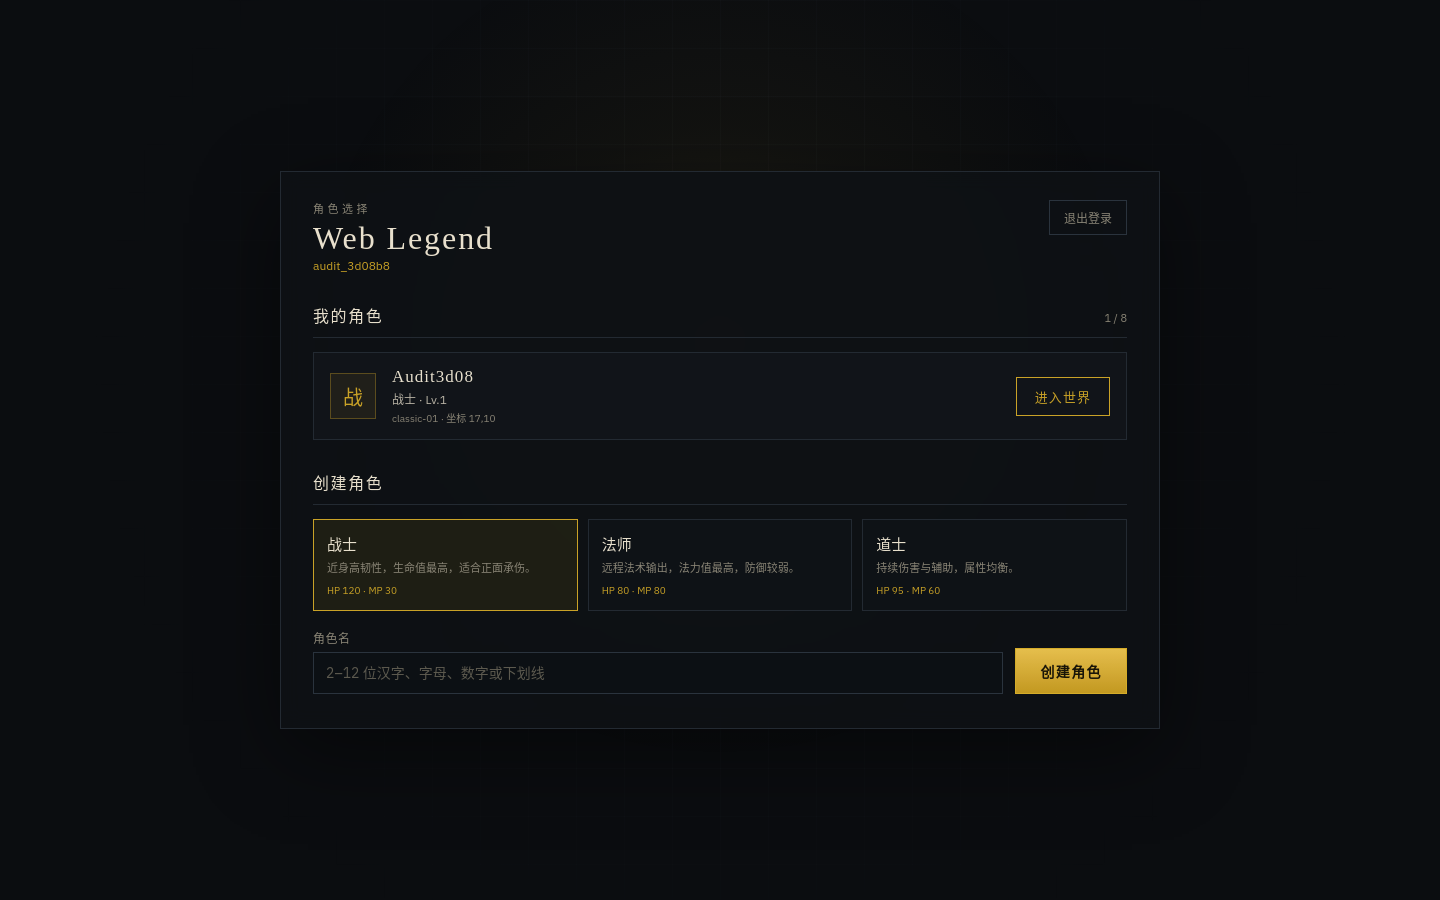 角色选择
Web Legend
audit_3d08b8
退出登录
我的角色
1 / 8
战
Audit3d08
战士 · Lv.1
classic-01 · 坐标 17,10
进入世界
创建角色
战士
近身高韧性，生命值最高，适合正面承伤。
HP 120 · MP 30
法师
远程法术输出，法力值最高，防御较弱。
HP 80 · MP 80
道士
持续伤害与辅助，属性均衡。
HP 95 · MP 60
角色名
2–12 位汉字、字母、数字或下划线
创建角色